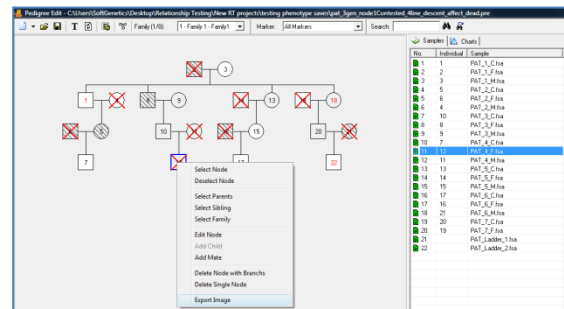 Pedigree Edit - C:\Users\SoftGenetics\Desktop\Relationship Testing\New RT projects\testing phenotype saves\pat_3gen_node1Contested_4line_descent_affect_dead.pre
T Family (1/8): 1 - Family 1 - Family1 Marker: All Markers Search:
Samples Charts
No. Individual Sample
1 1 PAT_1_C.fsa
2 2 PAT_1_F.fsa
3 3 PAT_1_M.fsa
4 5 PAT_2_C.fsa
5 6 PAT_2_F.fsa
6 4 PAT_2_M.fsa
7 10 PAT_3_C.fsa
8 8 PAT_3_F.fsa
9 9 PAT_3_M.fsa
10 7 PAT_4_C.fsa
11 12 PAT_4_F.fsa
12 11 PAT_4_M.fsa
13 13 PAT_5_C.fsa
14 14 PAT_5_F.fsa
15 15 PAT_5_M.fsa
16 17 PAT_6_C.fsa
17 16 PAT_6_F.fsa
18 21 PAT_6_M.fsa
19 20 PAT_7_C.fsa
20 19 PAT_7_F.fsa
21 PAT_Ladder_1.fsa
22 PAT_Ladder_2.fsa
3
1 9 13 18
10 15 20
7 22
Select Node
Deselect Node
Select Parents
Select Sibling
Select Family
Edit Node
Add Child
Add Mate
Delete Node with Branchs
Delete Single Node
Export Image